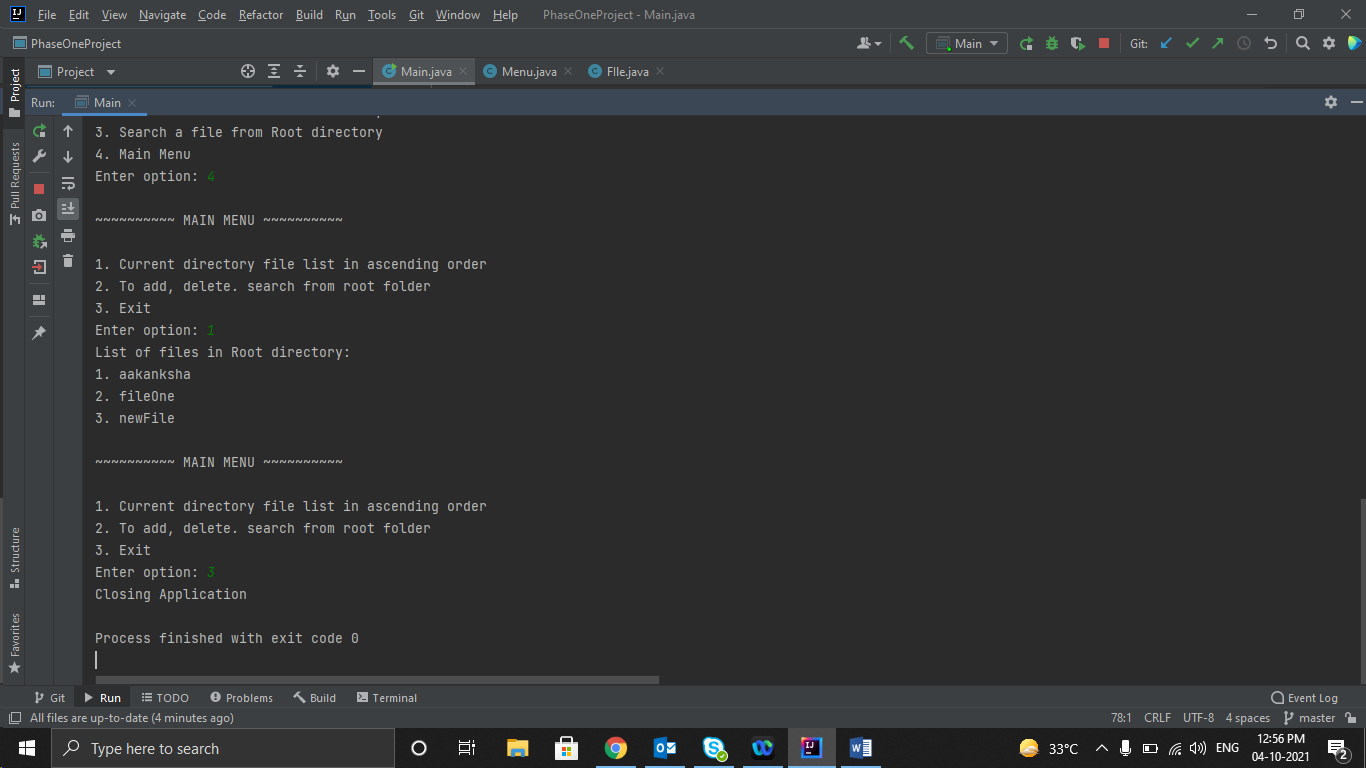 File Edit View Navigate Code Refactor Build Run Tools Git Window Help PhaseOneProject - Main.java
PhaseOneProject Main Git:
Project Main.java Menu.java FIle.java
Run: Main
Project
Pull Requests
Structure
Favorites
3. Search a file from Root directory
4. Main Menu
Enter option: 4
~~~~~~~~~~ MAIN MENU ~~~~~~~~~~
1. Current directory file list in ascending order
2. To add, delete. search from root folder
3. Exit
Enter option: 1
List of files in Root directory:
1. aakanksha
2. fileOne
3. newFile
~~~~~~~~~~ MAIN MENU ~~~~~~~~~~
1. Current directory file list in ascending order
2. To add, delete. search from root folder
3. Exit
Enter option: 3
Closing Application
Process finished with exit code 0
Git Run TODO Problems Build Terminal Event Log
All files are up-to-date (4 minutes ago) 78:1 CRLF UTF-8 4 spaces master
Type here to search 33°C ENG 12:56 PM
04-10-2021 2